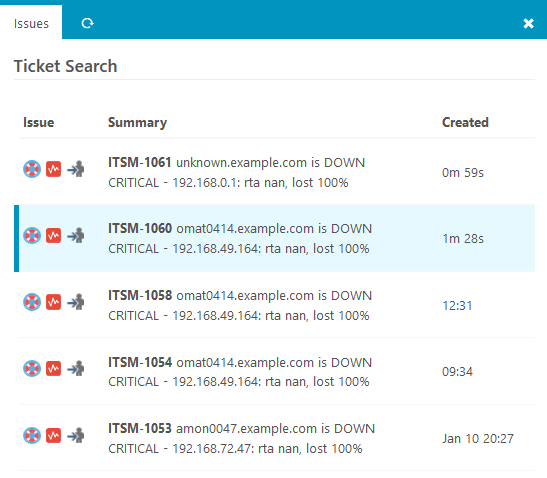 Issues
Ticket Search
Issue Summary Created
ITSM-1061 unknown.example.com is DOWN
CRITICAL - 192.168.0.1: rta nan, lost 100%
0m 59s
ITSM-1060 omat0414.example.com is DOWN
CRITICAL - 192.168.49.164: rta nan, lost 100%
1m 28s
ITSM-1058 omat0414.example.com is DOWN
CRITICAL - 192.168.49.164: rta nan, lost 100%
12:31
ITSM-1054 omat0414.example.com is DOWN
CRITICAL - 192.168.49.164: rta nan, lost 100%
09:34
ITSM-1053 amon0047.example.com is DOWN
CRITICAL - 192.168.72.47: rta nan, lost 100%
Jan 10 20:27